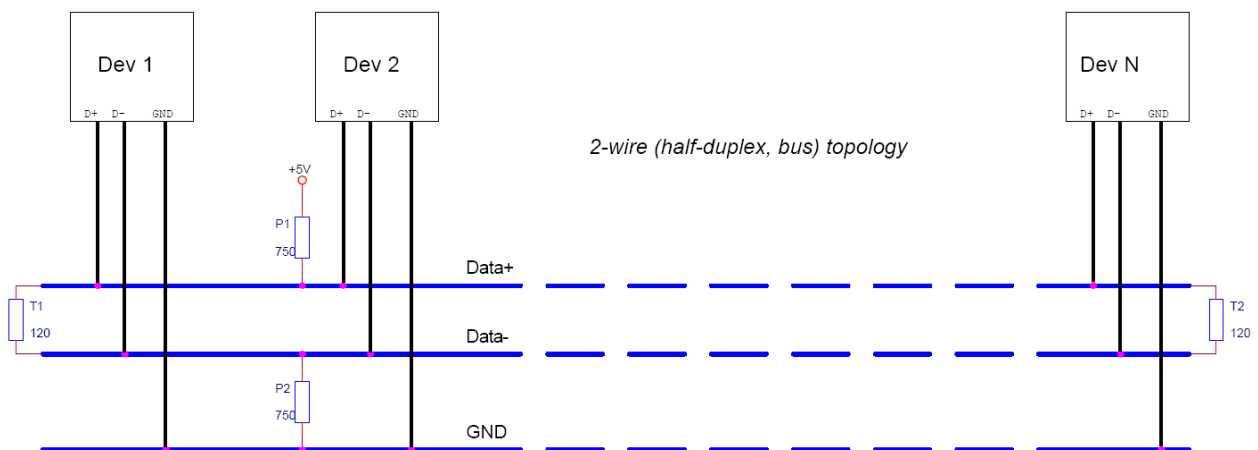 Dev 1
Dev 2
Dev N
D+ D- GND
D+ D- GND
D+ D- GND
2-wire (half-duplex, bus) topology
+5V
P1
750
Data+
T1
120
T2
120
Data-
P2
750
GND